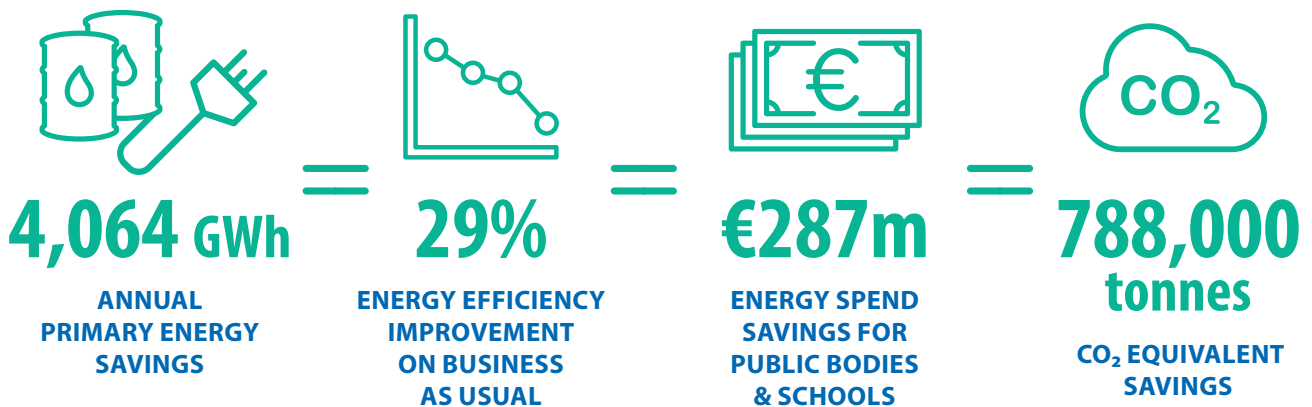 4,064 GWh
ANNUAL
PRIMARY ENERGY
SAVINGS
=
29%
ENERGY EFFICIENCY
IMPROVEMENT
ON BUSINESS
AS USUAL
=
€
€287m
ENERGY SPEND
SAVINGS FOR
PUBLIC BODIES
& SCHOOLS
=
CO₂
788,000
tonnes
CO₂ EQUIVALENT
SAVINGS